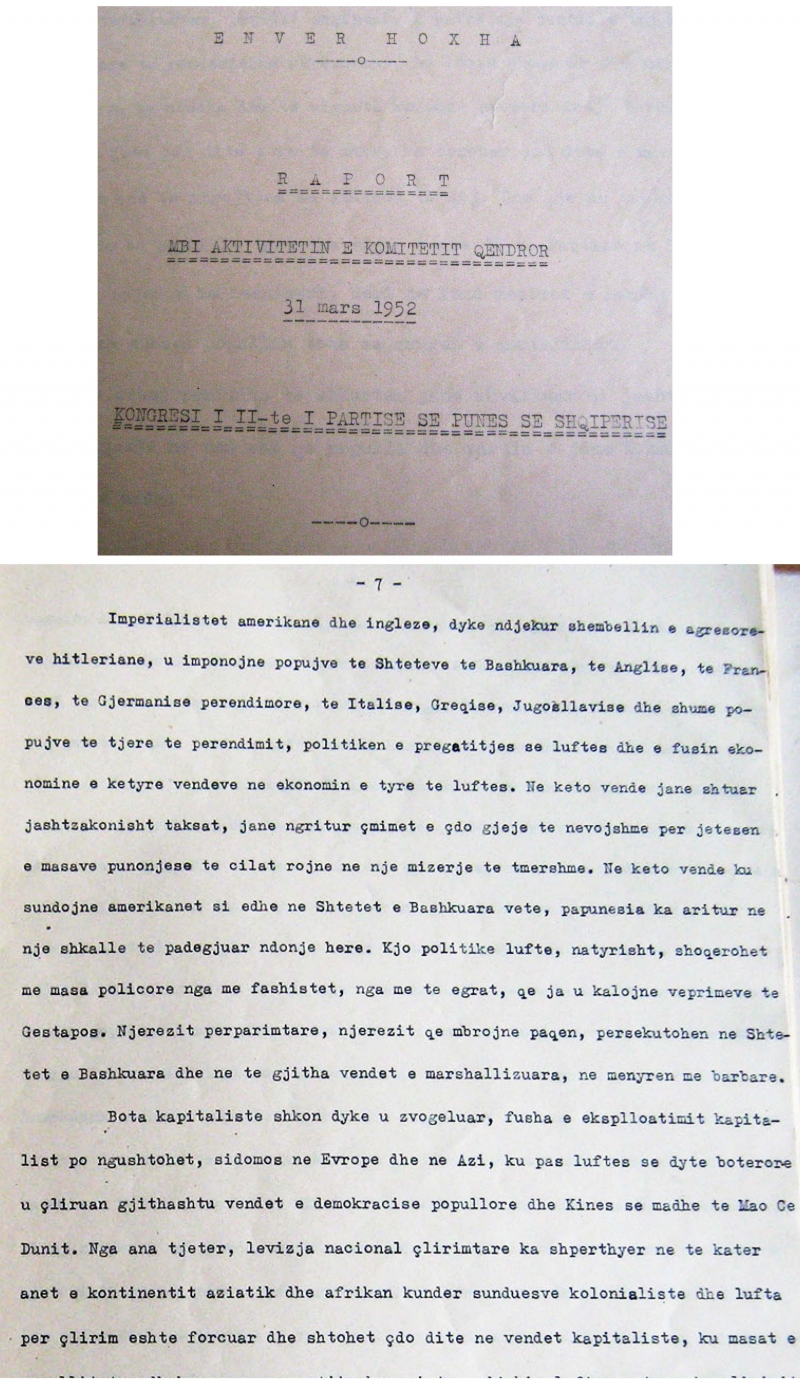 ENVER HOXHA
----o----
RAPORT
MBI AKTIVITETIN E KOMITETIT QENDROR
31 mars 1952
KONGRESI I II-te I PARTISE SE PUNES SE SHQIPERISE
----o----
- 7 -
Imperialistet amerikane dhe ingleze, dyke ndjekur shembellin e agresore-
ve hitleriane, u imponojne popujve te Shteteve te Bashkuara, te Anglise, te Fran-
ces, te Gjermanise perendimore, te Italise, Greqise, Jugosllavise dhe shume po-
pujve te tjere te perendimit, politiken e pregatitjes se luftes dhe e fusin eko-
nomine e ketyre vendeve ne ekonomin e tyre te luftes. Ne keto vende jane shtuar
jashtzakonisht taksat, jane ngritur çmimet e çdo gjeje te nevojshme per jetesen
e masave punonjese te cilat rojne ne nje mizerje te tmershme. Ne keto vende ku
sundojne amerikanet si edhe ne Shtetet e Bashkuara vete, papunesia ka aritur ne
nje shkalle te padegjuar ndonje here. Kjo politike lufte, natyrisht, shoqerohet
me masa policore nga me fashistet, nga me te egrat, qe ja u kalojne veprimeve te
Gestapos. Njerezit perparimtare, njerezit qe mbrojne paqen, persekutohen ne Shte-
tet e Bashkuara dhe ne te gjitha vendet e marshallizuara, ne menyren me barbare.
Bota kapitaliste shkon dyke u zvogeluar, fusha e eksplloatimit kapita-
list po ngushtohet, sidomos ne Evrope dhe ne Azi, ku pas luftes se dyte boterore
u çliruan gjithashtu vendet e demokracise popullore dhe Kines se madhe te Mao Ce
Dunit. Nga ana tjeter, levizja nacional çlirimtare ka shperthyer ne te kater
anet e kontinentit aziatik dhe afrikan kunder sunduesve kolonialiste dhe lufta
per çlirim eshte forcuar dhe shtohet çdo dite ne vendet kapitaliste, ku masat e